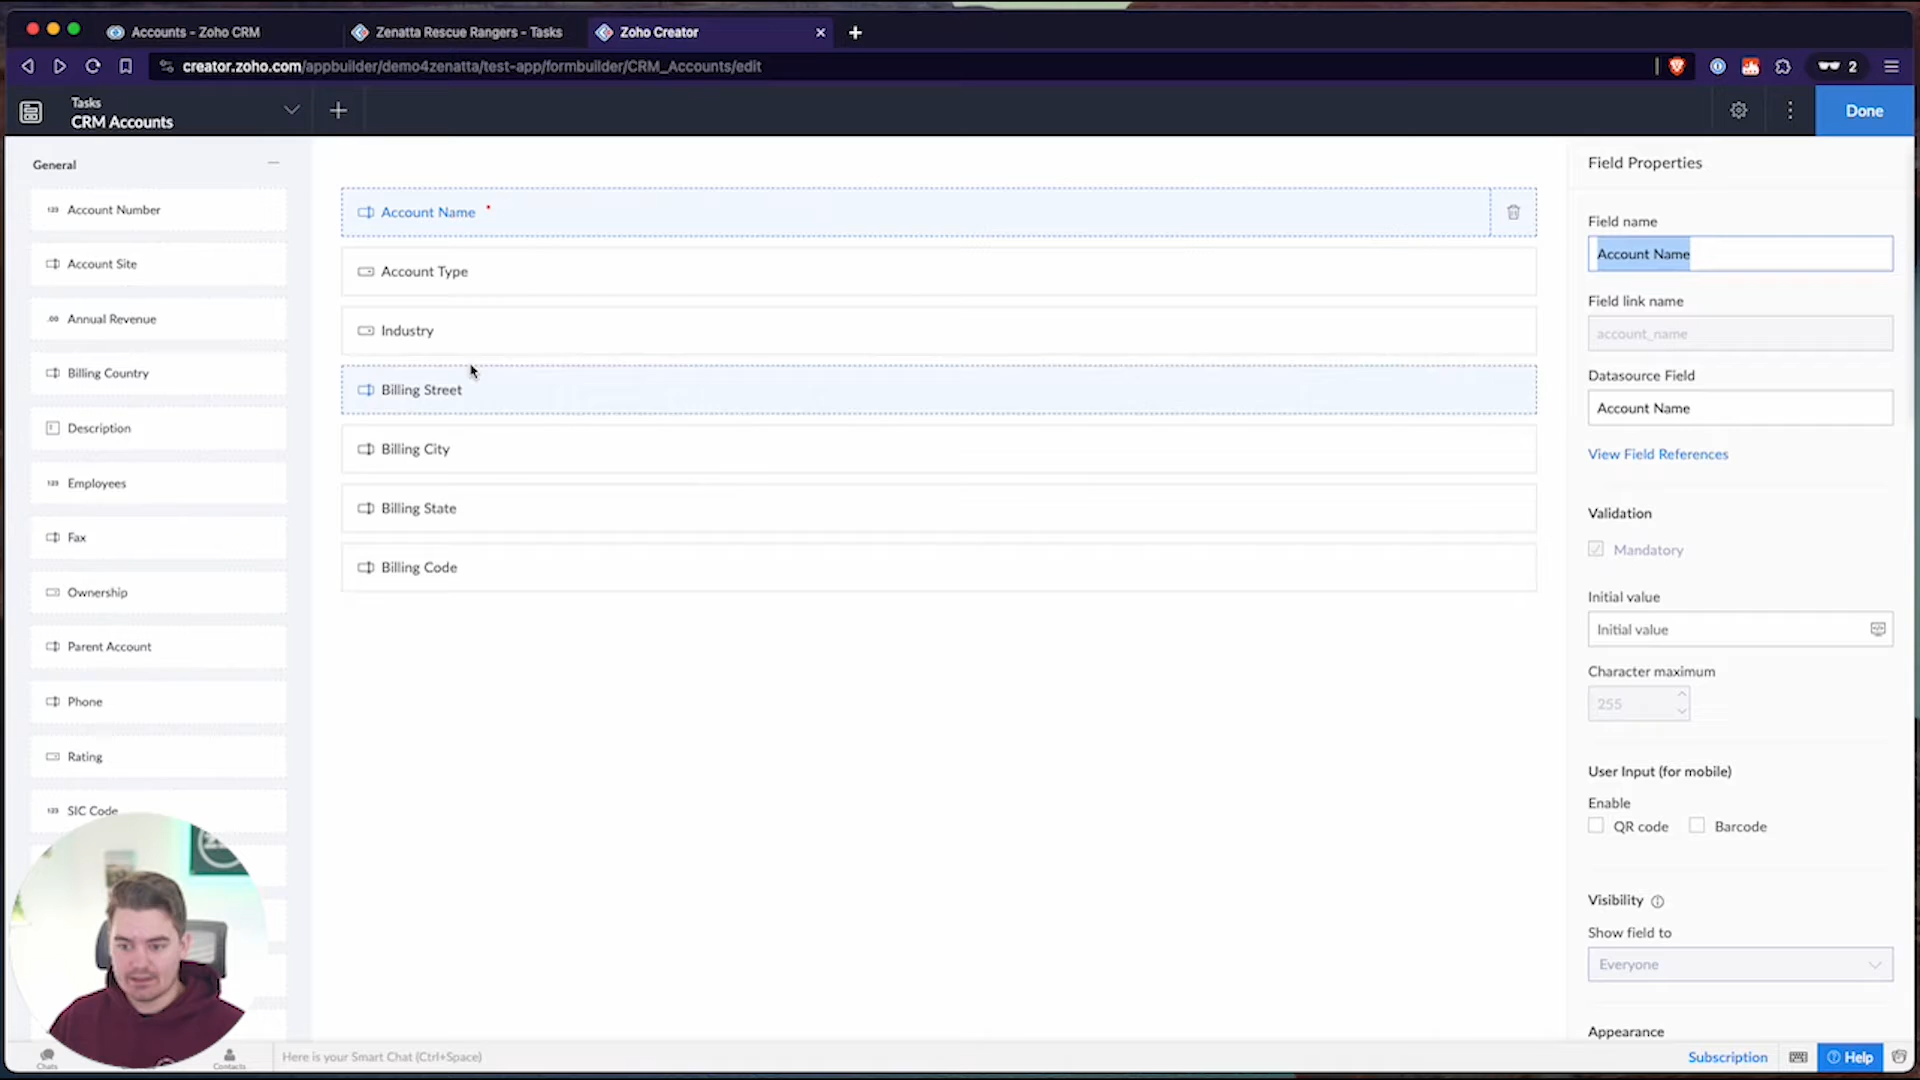 Accounts - Zoho CRM
Zenatta Rescue Rangers - Tasks
Zoho Creator
creator.zoho.com/appbuilder/demo4zenatta/test-app/formbuilder/CRM_Accounts/edit
2
Tasks
CRM Accounts
Done
General
Account Number
Account Site
Annual Revenue
Billing Country
Description
Employees
Fax
Ownership
Parent Account
Phone
Rating
SIC Code
Account Name *
Account Type
Industry
Billing Street
Billing City
Billing State
Billing Code
Field Properties
Field name
Account Name
Field link name
account_name
Datasource Field
Account Name
View Field References
Validation
Mandatory
Initial value
Initial value
Character maximum
255
User Input (for mobile)
Enable
QR code
Barcode
Visibility
Show field to
Everyone
Appearance
Chats
Contacts
Here is your Smart Chat (Ctrl+Space)
Subscription
Help